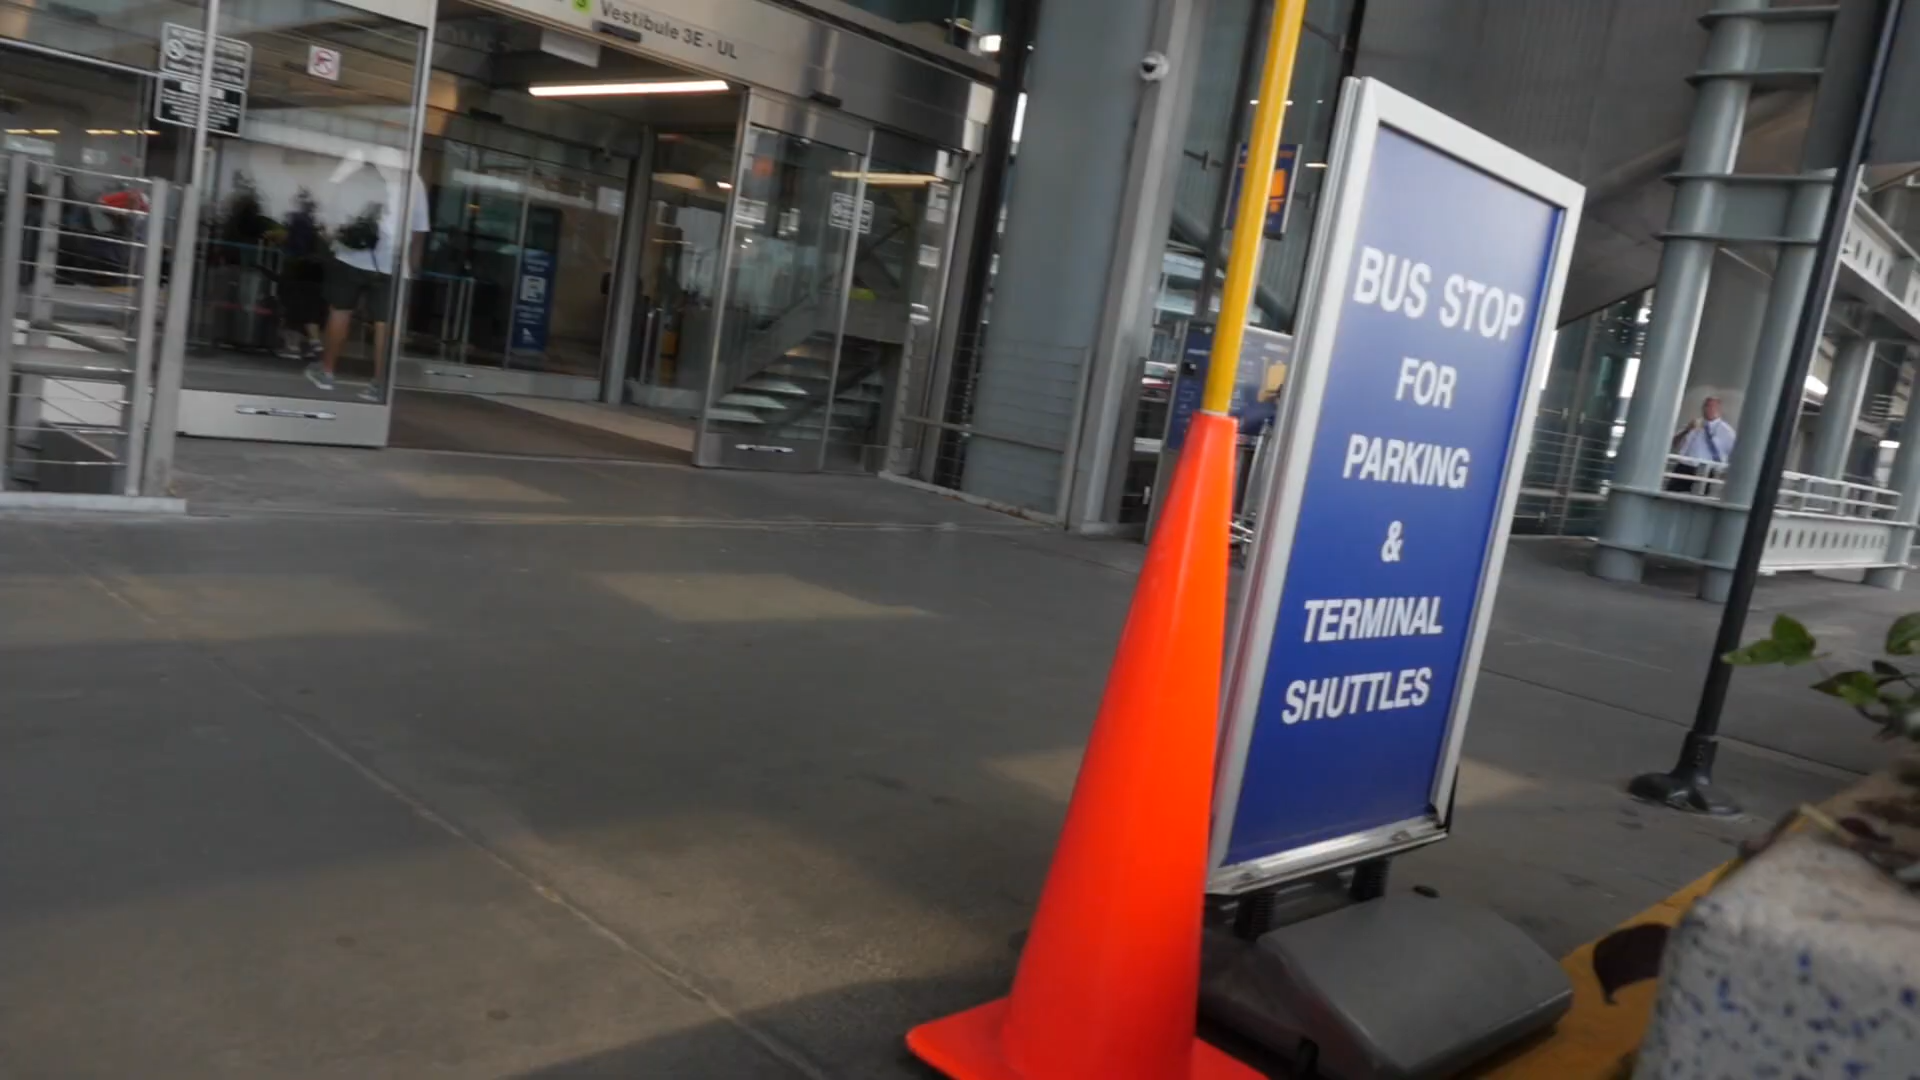 Vestibule 3E - UL
BUS STOP
FOR
PARKING
&
TERMINAL
SHUTTLES